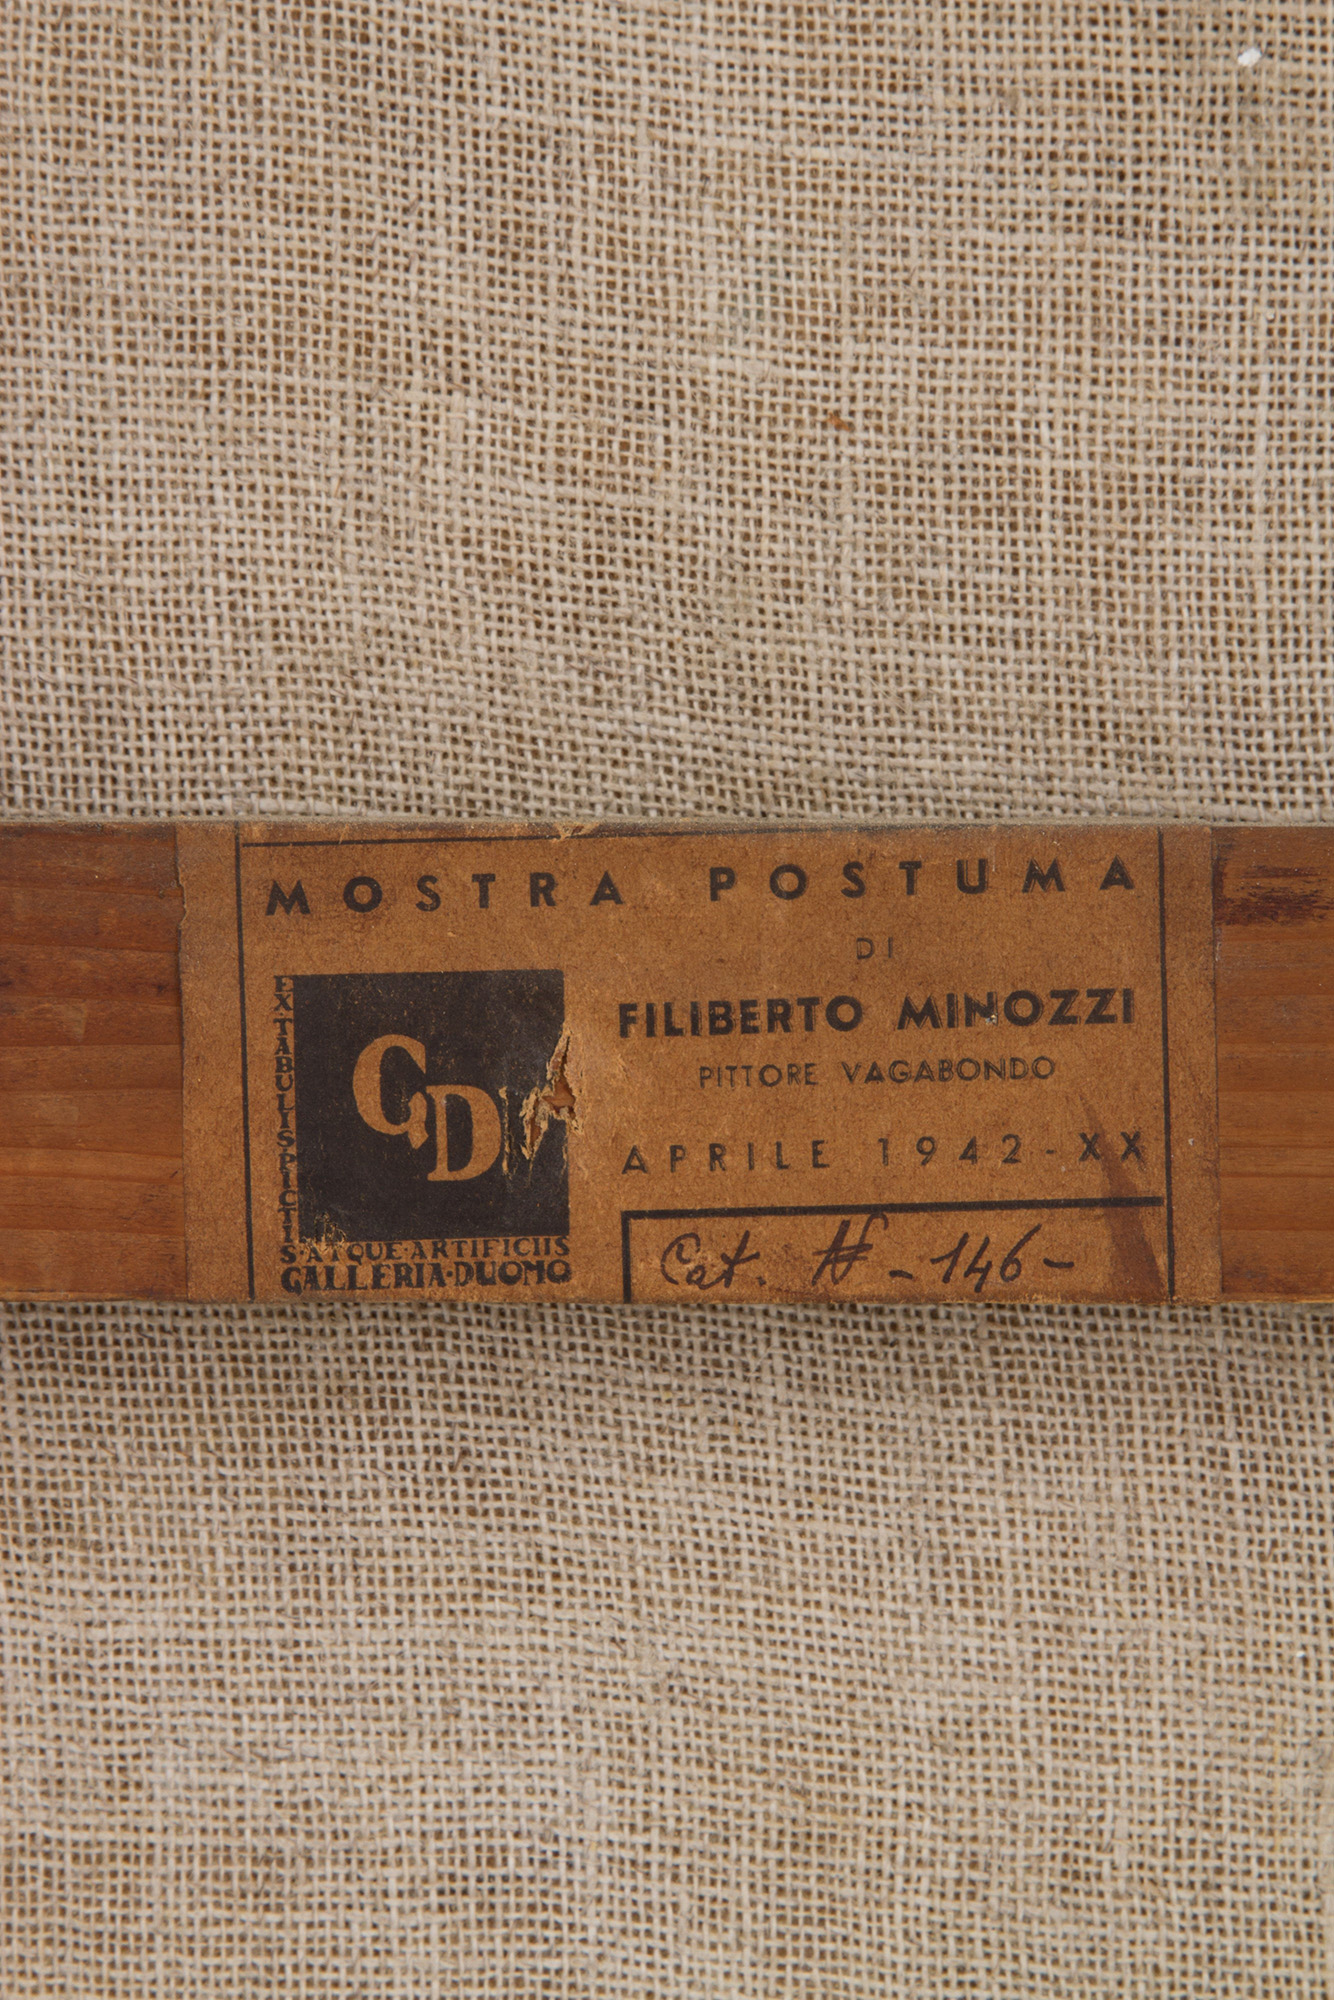 MOSTRA POSTUMA
DI
FILIBERTO MINOZZI
PITTORE VAGABONDO
APRILE 1942-XX
Cat. N - 146 -
GD
EX·TABULIS·PICTI
S·ATQUE·ARTIFICIIS
GALLERIA·DUOMO